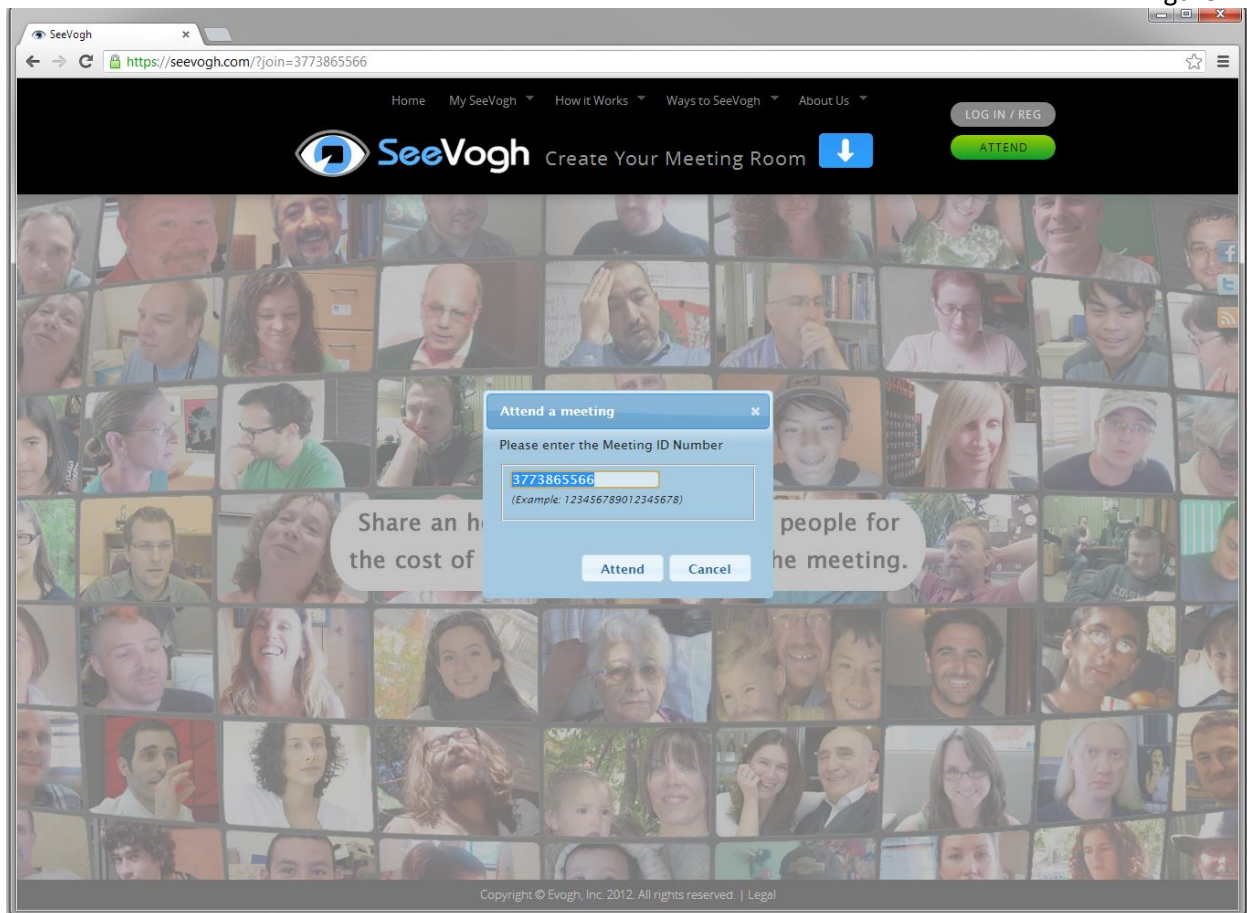 SeeVogh
https://seevogh.com/?join=3773865566
Home My SeeVogh How it Works Ways to SeeVogh About Us
LOG IN / REG
SeeVogh Create Your Meeting Room
ATTEND
Attend a meeting
Please enter the Meeting ID Number
3773865566
(Example: 123456789012345678)
Share an people for
the cost of he meeting.
Attend Cancel
Copyright © Evogh, Inc. 2012. All rights reserved. | Legal